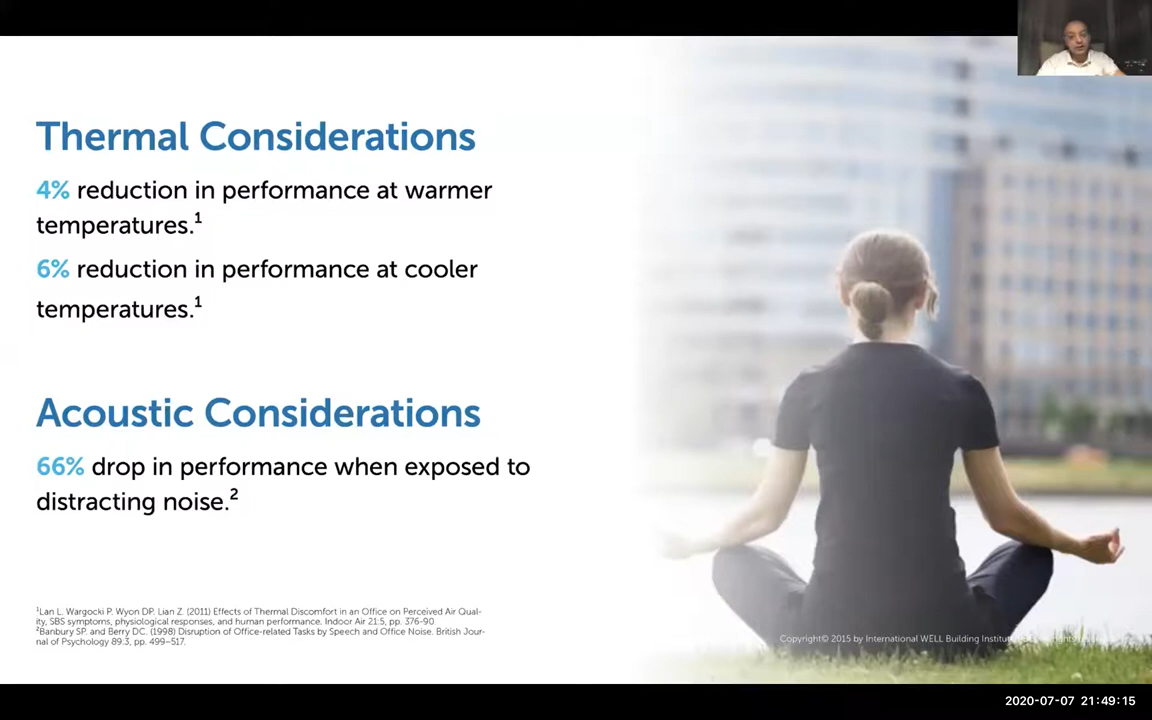 Thermal Considerations
4% reduction in performance at warmer
temperatures.¹
6% reduction in performance at cooler
temperatures.¹
Acoustic Considerations
66% drop in performance when exposed to
distracting noise.²
¹Lan L. Wargocki P. Wyon DP. Lian Z. (2011) Effects of Thermal Discomfort in an Office on Perceived Air Qual-
ity, SBS symptoms, physiological responses, and human performance. Indoor Air 21:5, pp. 376-90.
²Banbury SP. and Berry DC. (1998) Disruption of Office-related Tasks by Speech and Office Noise. British Jour-
nal of Psychology 89:3, pp. 499–517.
Copyright© 2015 by International WELL Building
2020-07-07 21:49:15